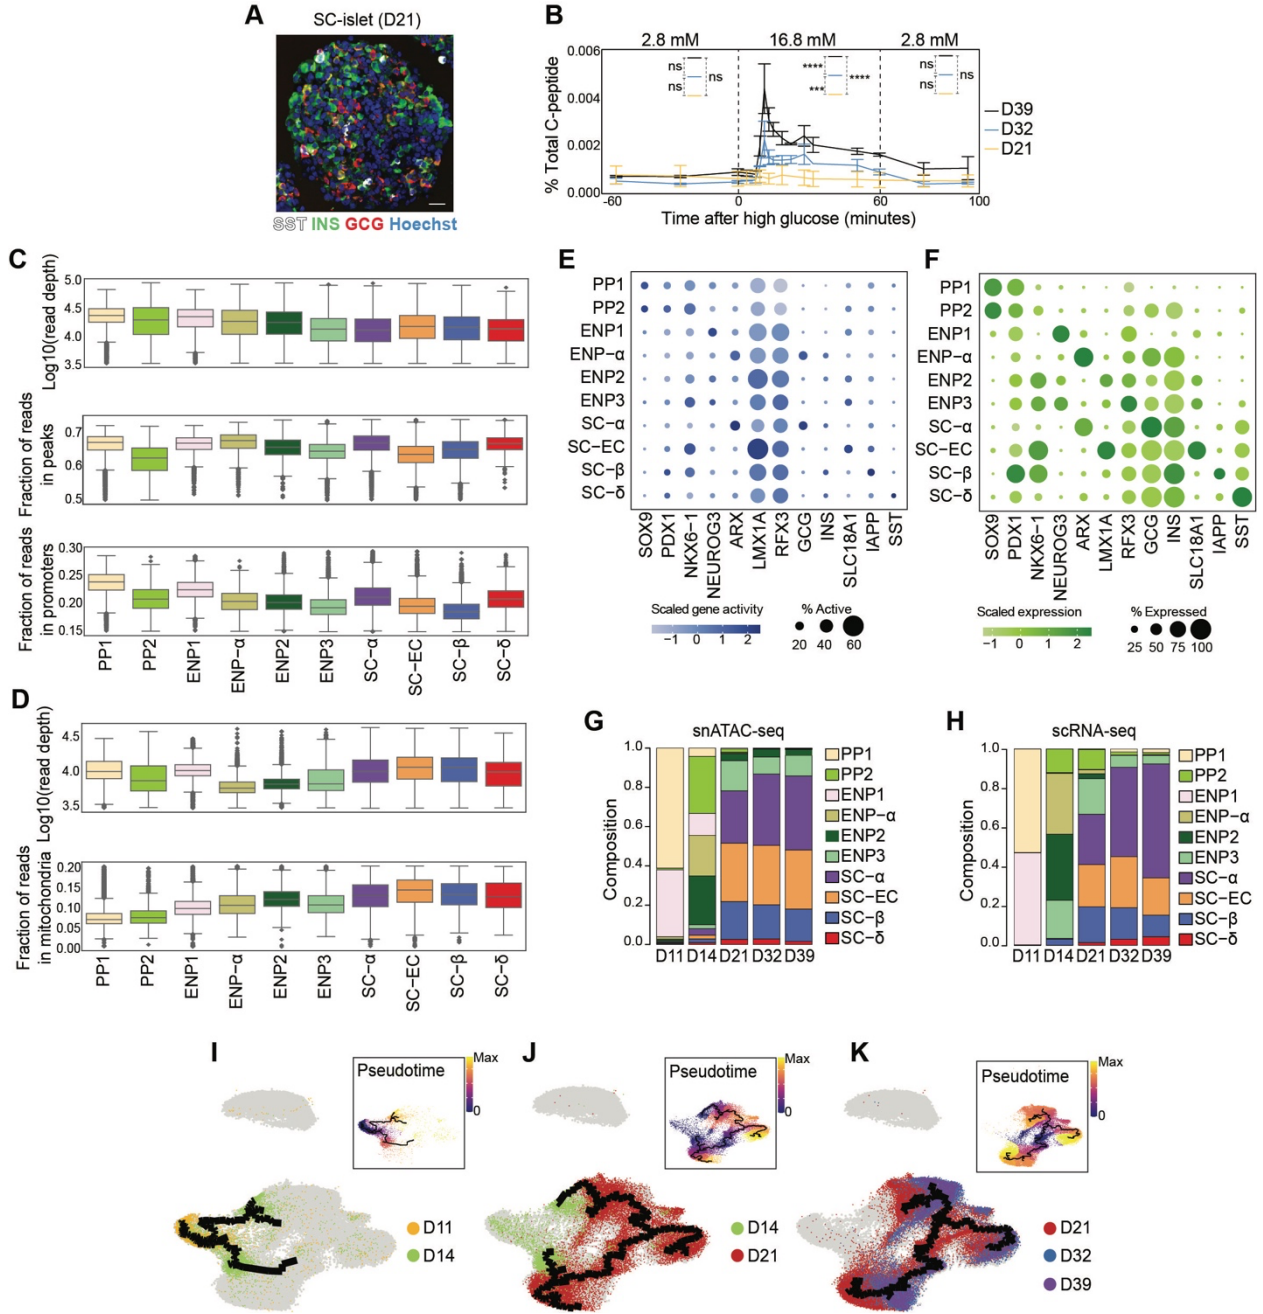 A
SC-islet (D21)
SST INS GCG Hoechst
B
2.8 mM 16.8 mM 2.8 mM
% Total C-peptide
0.006
0.004
0.002
0.000
ns
ns
ns
****
***
****
ns
ns
ns
-60 0 60 100
Time after high glucose (minutes)
D39
D32
D21
C
Log10(read depth)
5.0
4.5
4.0
3.5
Fraction of reads
in peaks
0.7
0.6
0.5
Fraction of reads
in promoters
0.30
0.25
0.20
0.15
PP1 PP2 ENP1 ENP-α ENP2 ENP3 SC-α SC-EC SC-β SC-δ
D
Log10(read depth)
4.5
4.0
3.5
Fraction of reads
in mitochondria
0.20
0.15
0.10
0.05
0.00
PP1 PP2 ENP1 ENP-α ENP2 ENP3 SC-α SC-EC SC-β SC-δ
E
PP1
PP2
ENP1
ENP-α
ENP2
ENP3
SC-α
SC-EC
SC-β
SC-δ
SOX9 PDX1 NKX6-1 NEUROG3 ARX LMX1A RFX3 GCG INS SLC18A1 IAPP SST
Scaled gene activity
-1 0 1 2
% Active
20 40 60
F
PP1
PP2
ENP1
ENP-α
ENP2
ENP3
SC-α
SC-EC
SC-β
SC-δ
SOX9 PDX1 NKX6-1 NEUROG3 ARX LMX1A RFX3 GCG INS SLC18A1 IAPP SST
Scaled expression
-1 0 1 2
% Expressed
25 50 75 100
G
snATAC-seq
Composition
1.0
0.8
0.6
0.4
0.2
0.0
D11 D14 D21 D32 D39
PP1
PP2
ENP1
ENP-α
ENP2
ENP3
SC-α
SC-EC
SC-β
SC-δ
H
scRNA-seq
Composition
1.0
0.8
0.6
0.4
0.2
0.0
D11 D14 D21 D32 D39
PP1
PP2
ENP1
ENP-α
ENP2
ENP3
SC-α
SC-EC
SC-β
SC-δ
I
Pseudotime
Max
0
D11
D14
J
Pseudotime
Max
0
D14
D21
K
Pseudotime
Max
0
D21
D32
D39